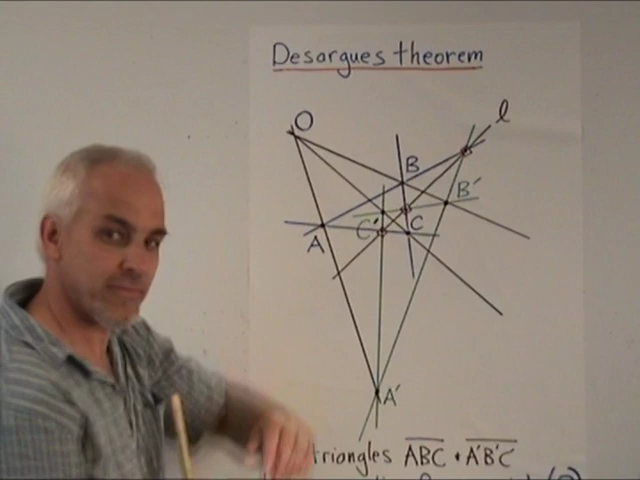 Desargues theorem
O
l
B
B′
A
C′
C
A′
triangles ABC + A′B′C′